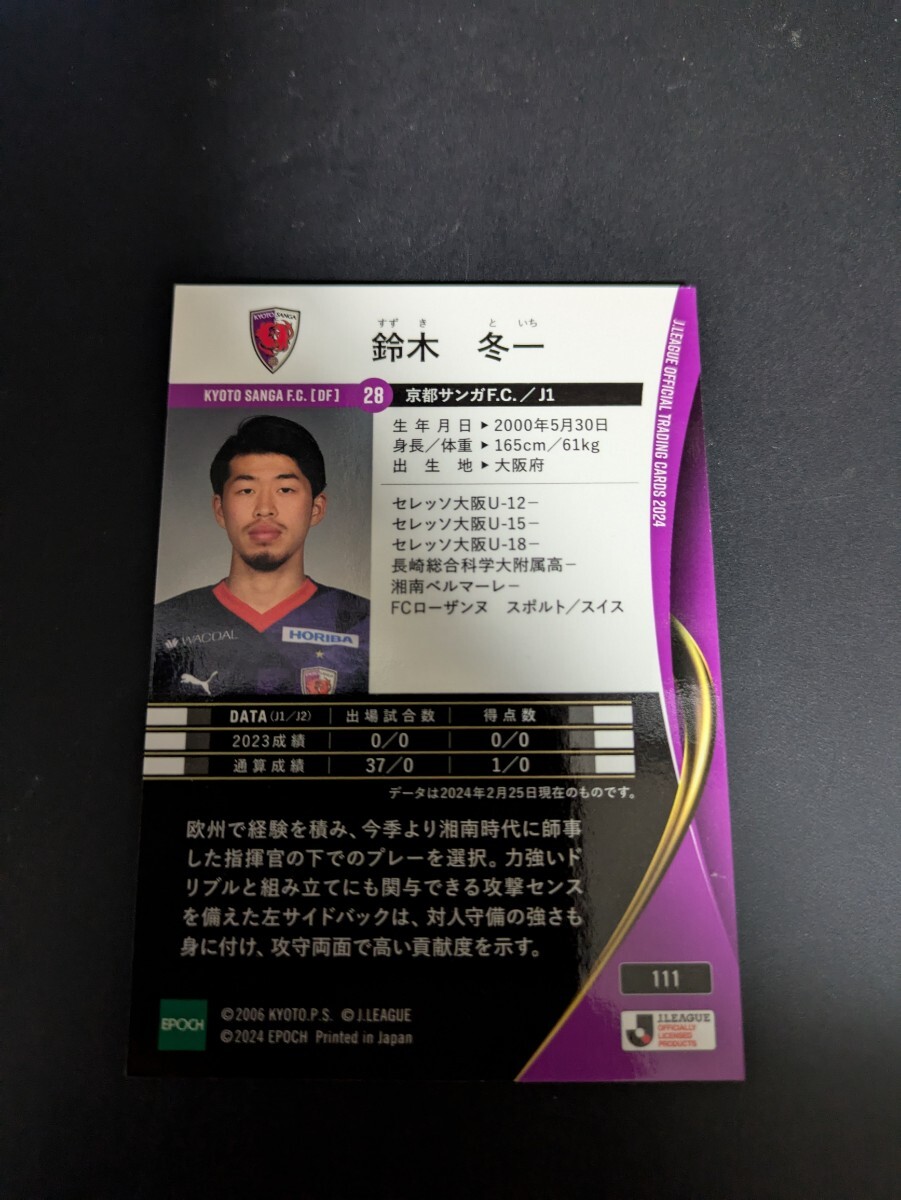 KYOTO SANGA
すず き と いち
鈴木 冬一
KYOTO SANGA F.C. [DF] 28 京都サンガF.C.／J1
J.LEAGUE OFFICIAL TRADING CARDS 2024
生年月日▶2000年5月30日
身長／体重▶165cm／61kg
出生地▶大阪府
セレッソ大阪U-12－
セレッソ大阪U-15－
セレッソ大阪U-18－
長崎総合科学大附属高－
湘南ベルマーレ－
FCローザンヌ スポルト／スイス
WACOAL
HORIBA
DATA (J1／J2) 出場試合数 得点数
2023成績 0／0 0／0
通算成績 37／0 1／0
データは2024年2月25日現在のものです。
欧州で経験を積み、今季より湘南時代に師事
した指揮官の下でのプレーを選択。力強いド
リブルと組み立てにも関与できる攻撃センス
を備えた左サイドバックは、対人守備の強さも
身に付け、攻守両面で高い貢献度を示す。
111
EPOCH
©2006 KYOTO.P.S. ©J.LEAGUE
©2024 EPOCH Printed in Japan
J.LEAGUE
OFFICIALLY
LICENSED
PRODUCTS